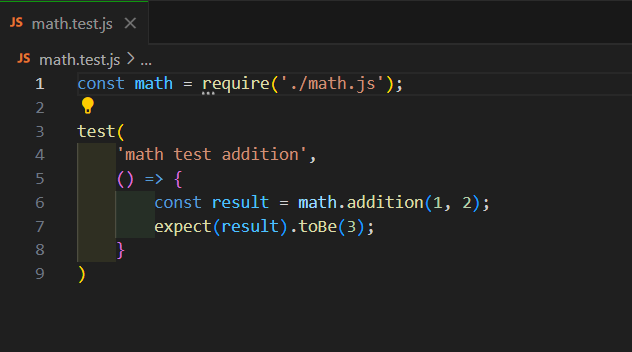 JS math.test.js ×
JS math.test.js > ...
1 const math = require('./math.js');
2
3 test(
4     'math test addition',
5     () => {
6         const result = math.addition(1, 2);
7         expect(result).toBe(3);
8     }
9 )